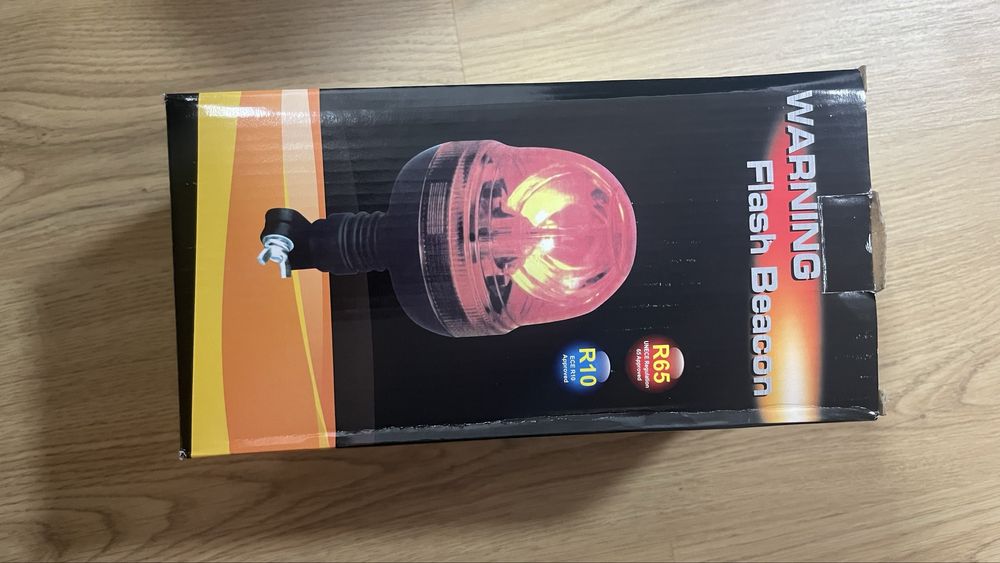 WARNING
Flash Beacon
R65
UNECE Regulation
65 Approved
R10
ECE R10
Approved